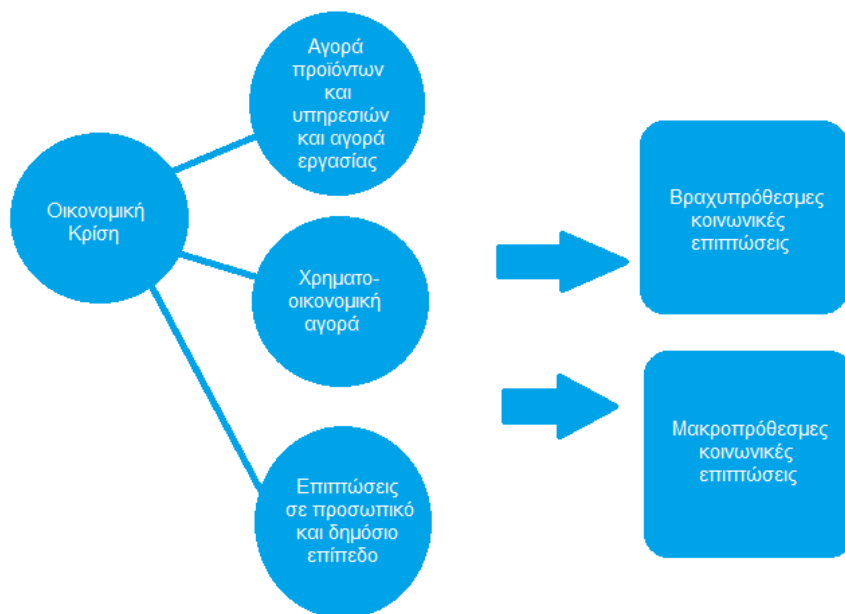 Οικονομική
Κρίση
Αγορά
προϊόντων
και
υπηρεσιών
και αγορά
εργασίας
Χρηματο-
οικονομική
αγορά
Επιπτώσεις
σε προσωπικό
και δημόσιο
επίπεδο
Βραχυπρόθεσμες
κοινωνικές
επιπτώσεις
Μακροπρόθεσμες
κοινωνικές
επιπτώσεις